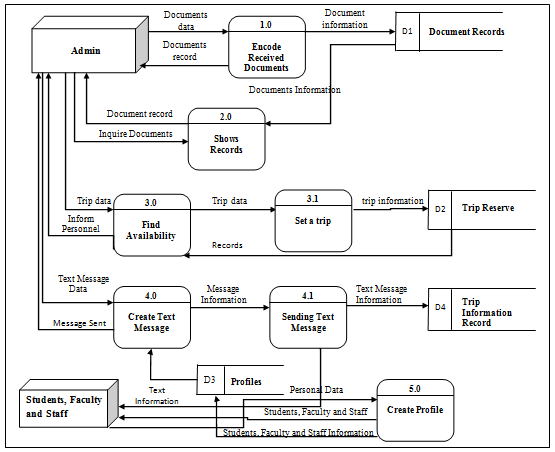 Documents
data
1.0
Document
information
D1
Document Records
Admin
Documents
record
Encode
Received
Documents
Documents Information
Document record
2.0
Inquire Documents
Shows
Records
Trip data
3.0
Trip data
3.1
trip information
D2
Trip Reserve
Inform
Personnel
Find
Availability
Set a trip
Records
Text Message
Data
4.0
Message
Information
4.1
Text Message
Information
D4
Trip
Information
Record
Message Sent
Create Text
Message
Sending Text
Message
D3
Profiles
Text
Information
Personal Data
5.0
Students, Faculty
and Staff
Students, Faculty and Staff
Create Profile
Students, Faculty and Staff Information